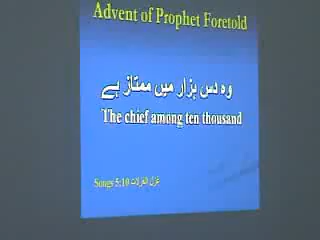 Advent of Prophet Foretold
وہ دس ہزار میں ممتاز ہے
The chief among ten thousand
Songs 5:10 غزل الغزلات